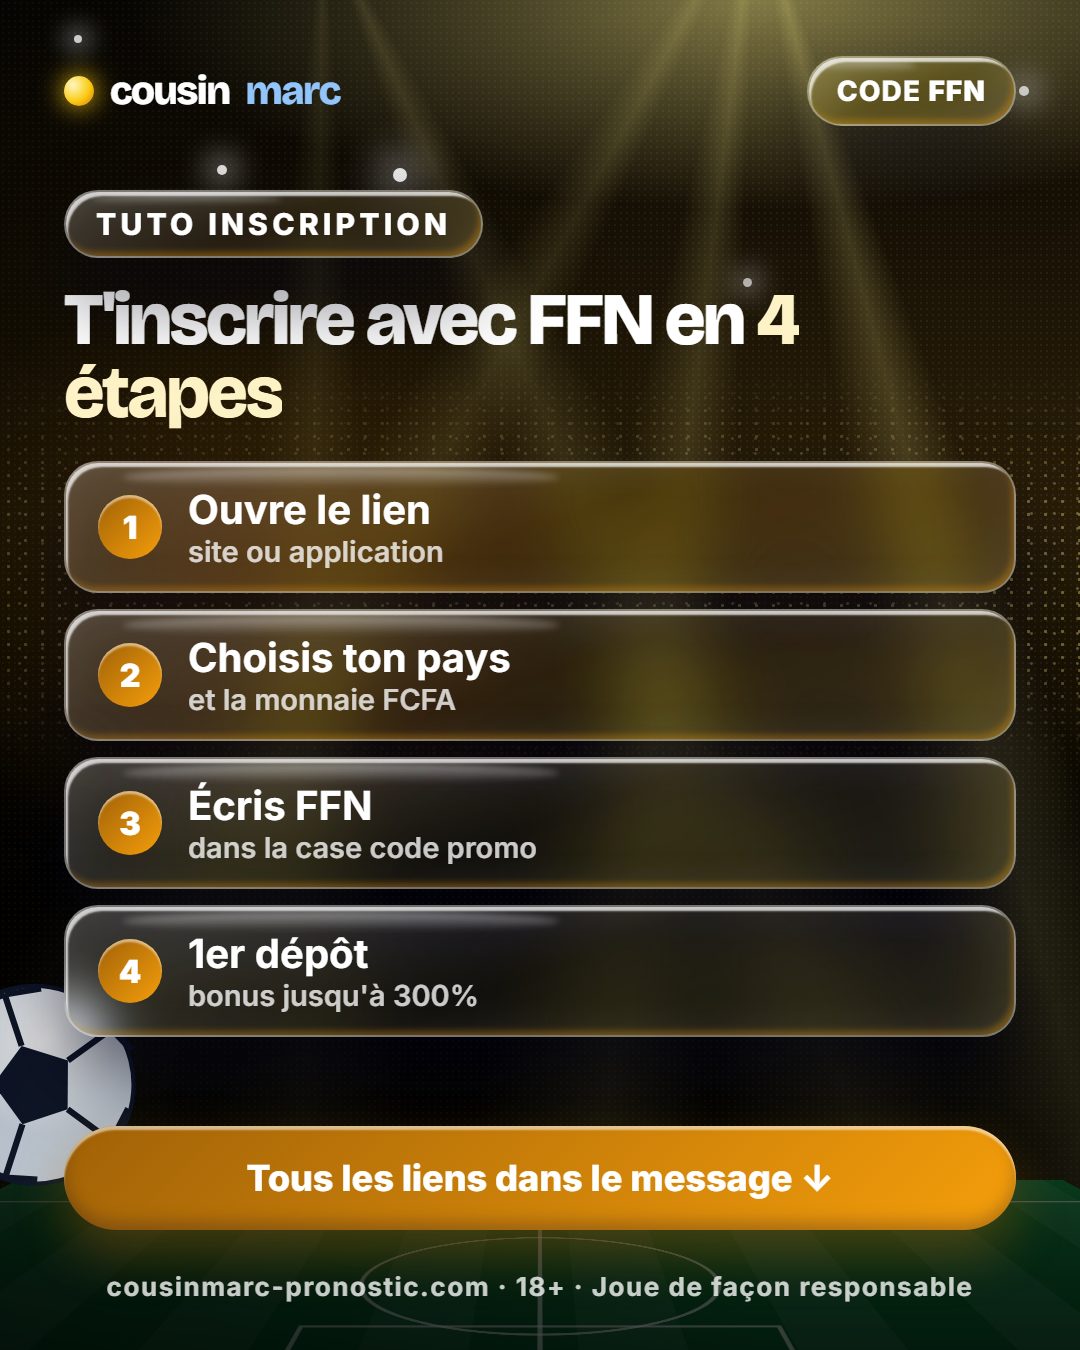 cousin marc
CODE FFN
TUTO INSCRIPTION
T'inscrire avec FFN en 4
étapes
1
Ouvre le lien
site ou application
2
Choisis ton pays
et la monnaie FCFA
3
Écris FFN
dans la case code promo
4
1er dépôt
bonus jusqu'à 300%
Tous les liens dans le message ↓
cousinmarc-pronostic.com · 18+ · Joue de façon responsable